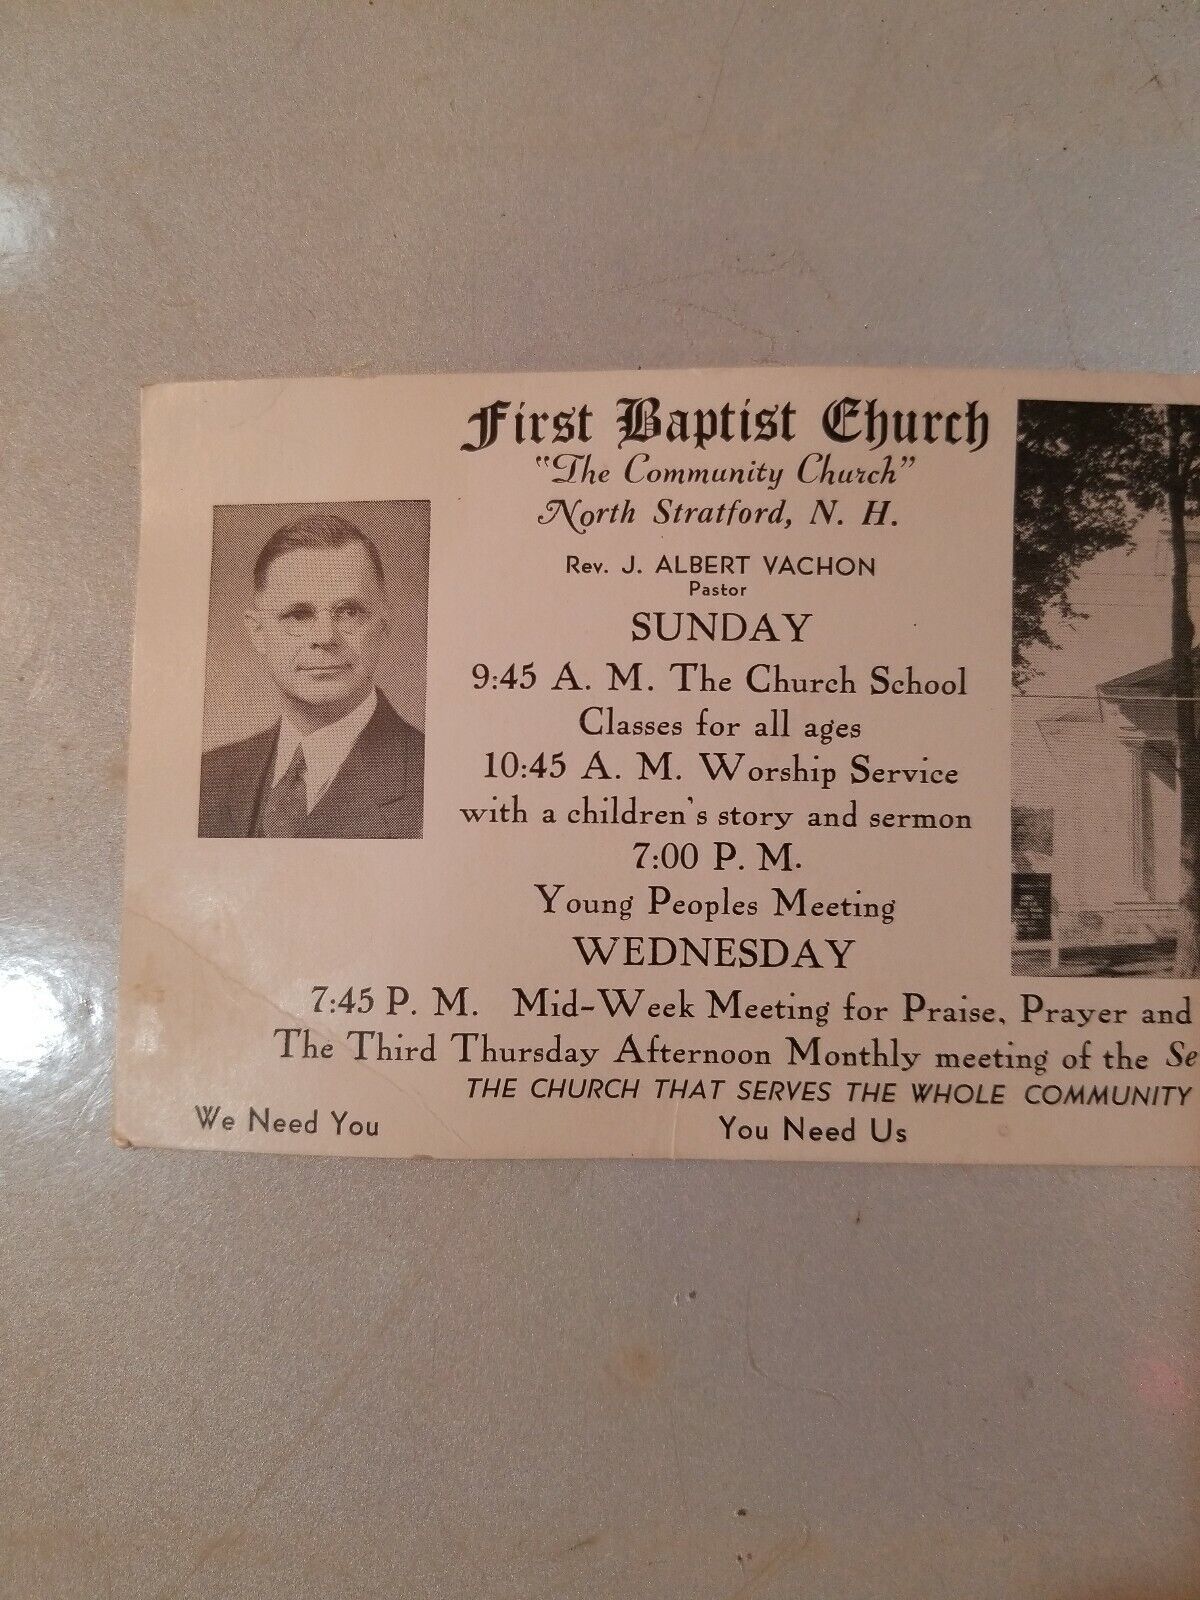 First Baptist Church
"The Community Church"
North Stratford, N. H.
Rev. J. ALBERT VACHON
Pastor
SUNDAY
9:45 A. M. The Church School
Classes for all ages
10:45 A. M. Worship Service
with a children's story and sermon
7:00 P. M.
Young Peoples Meeting
WEDNESDAY
7:45 P. M. Mid-Week Meeting for Praise, Prayer and
The Third Thursday Afternoon Monthly meeting of the Se
THE CHURCH THAT SERVES THE WHOLE COMMUNITY
We Need You You Need Us